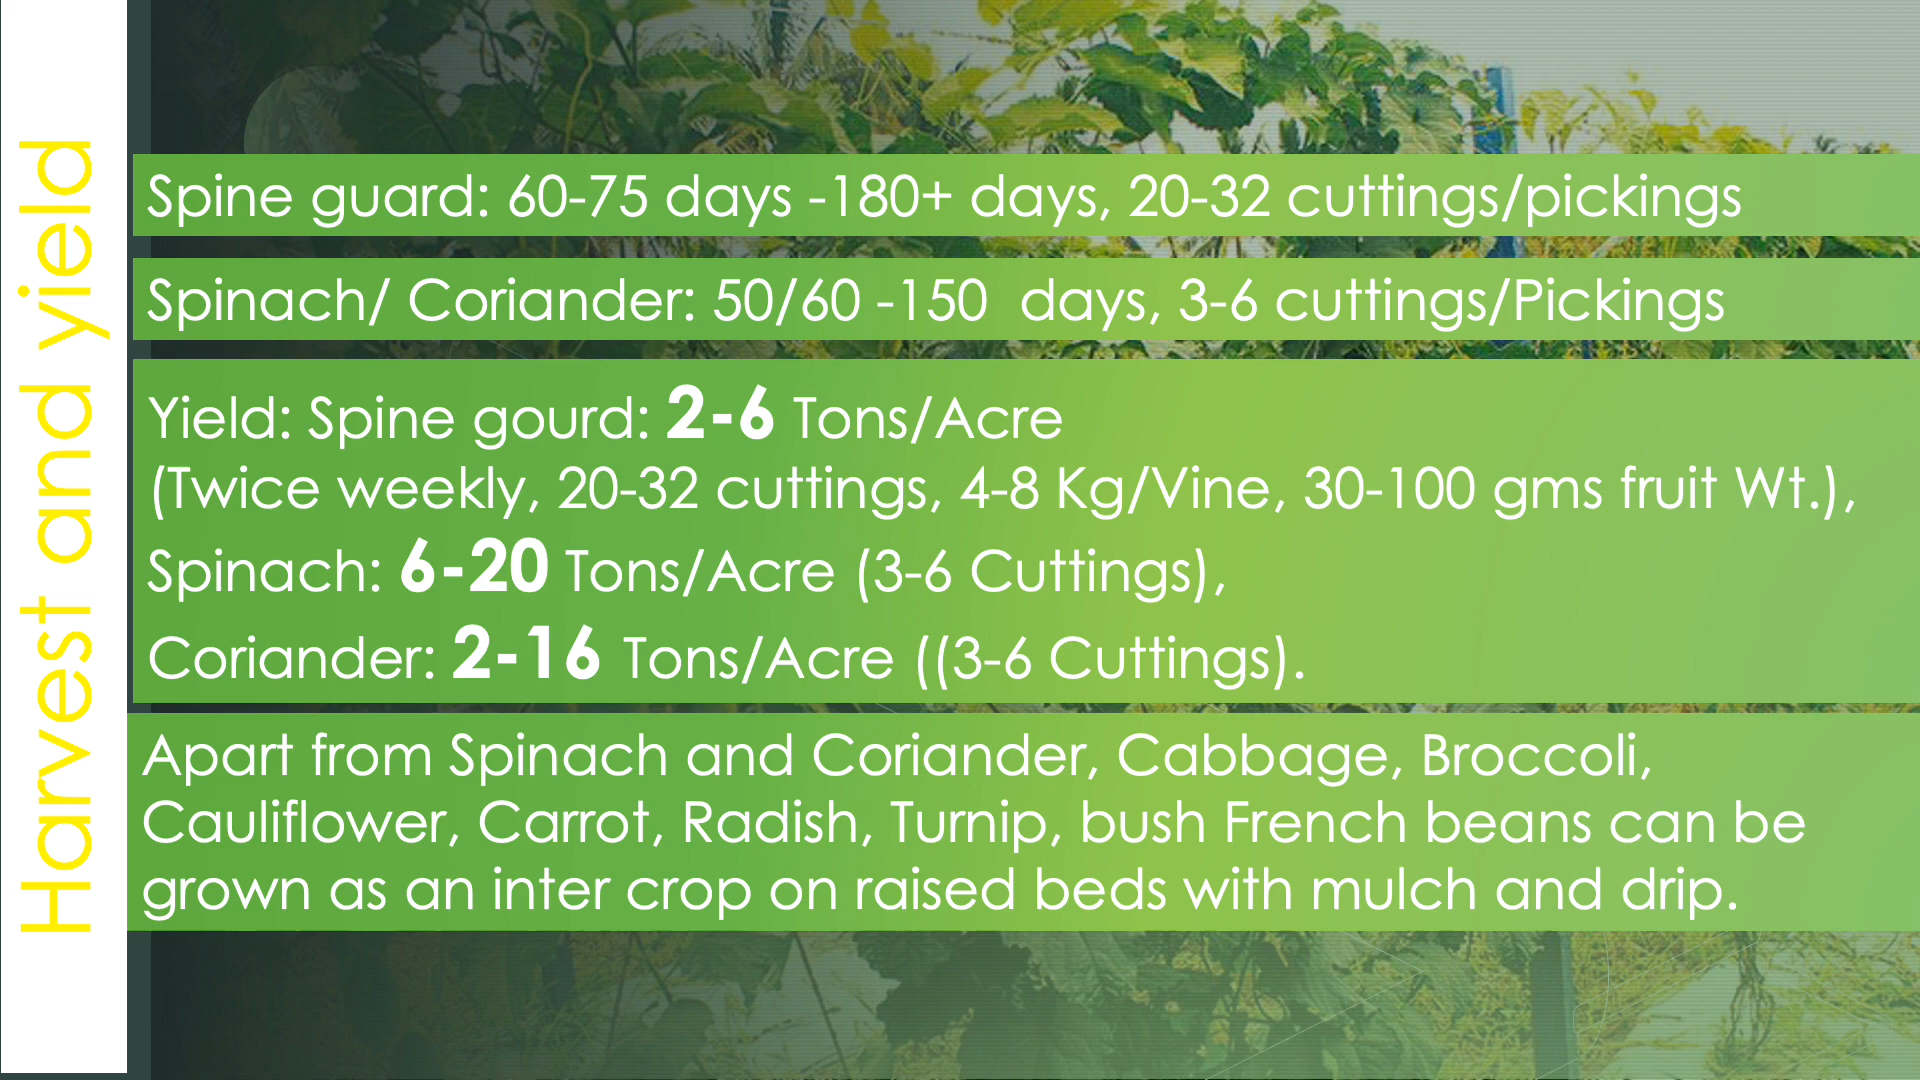 Harvest and yield
Spine guard: 60-75 days -180+ days, 20-32 cuttings/pickings
Spinach/ Coriander: 50/60 -150  days, 3-6 cuttings/Pickings
Yield: Spine gourd: 2-6 Tons/Acre
(Twice weekly, 20-32 cuttings, 4-8 Kg/Vine, 30-100 gms fruit Wt.),
Spinach: 6-20 Tons/Acre (3-6 Cuttings),
Coriander: 2-16 Tons/Acre ((3-6 Cuttings).
Apart from Spinach and Coriander, Cabbage, Broccoli,
Cauliflower, Carrot, Radish, Turnip, bush French beans can be
grown as an inter crop on raised beds with mulch and drip.